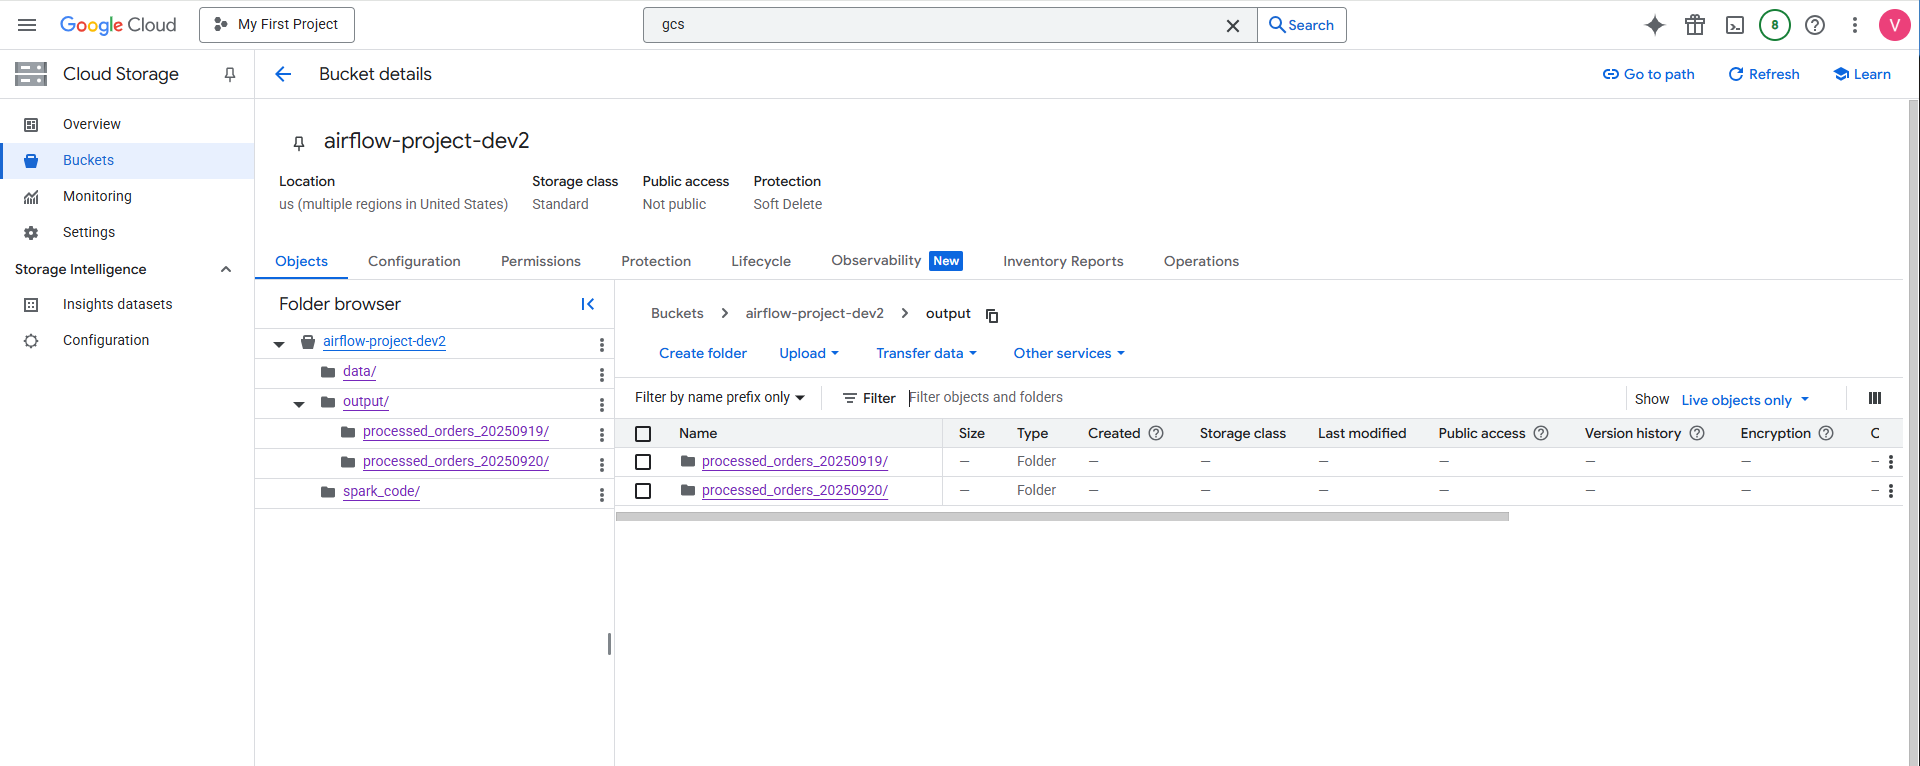 Google Cloud My First Project gcs Search 8 V
Cloud Storage Bucket details Go to path Refresh Learn
Overview
Buckets
Monitoring
Settings
Storage Intelligence
Insights datasets
Configuration
airflow-project-dev2
Location Storage class Public access Protection
us (multiple regions in United States) Standard Not public Soft Delete
Objects Configuration Permissions Protection Lifecycle Observability New Inventory Reports Operations
Folder browser
airflow-project-dev2
data/
output/
processed_orders_20250919/
processed_orders_20250920/
spark_code/
Buckets > airflow-project-dev2 > output
Create folder Upload Transfer data Other services
Filter by name prefix only Filter Filter objects and folders Show Live objects only
Name Size Type Created Storage class Last modified Public access Version history Encryption C
processed_orders_20250919/ — Folder — — — — — — —
processed_orders_20250920/ — Folder — — — — — — —